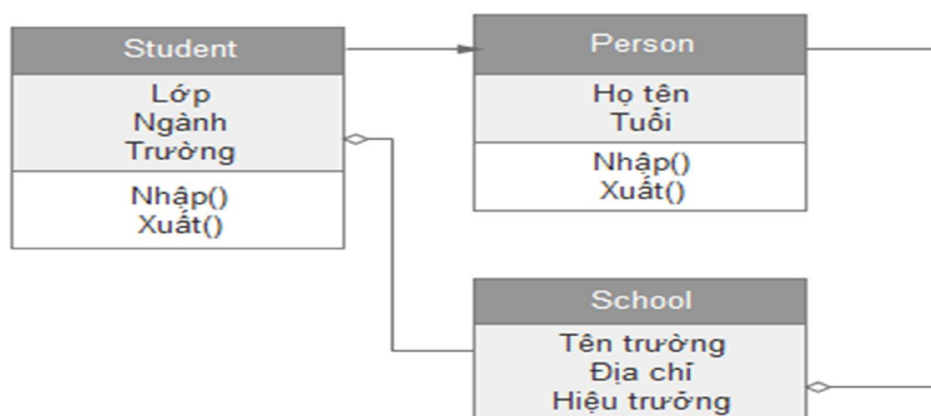 Student
Lớp
Ngành
Trường
Nhập()
Xuất()
Person
Họ tên
Tuổi
Nhập()
Xuất()
School
Tên trường
Địa chỉ
Hiệu trưởng